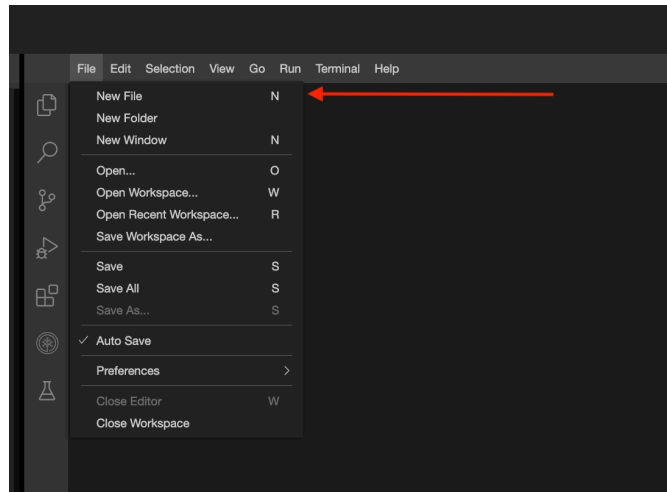 File Edit Selection View Go Run Terminal Help
New File N
New Folder
New Window N
Open... O
Open Workspace... W
Open Recent Workspace... R
Save Workspace As...
Save S
Save All S
Save As... S
Auto Save
Preferences
Close Editor W
Close Workspace